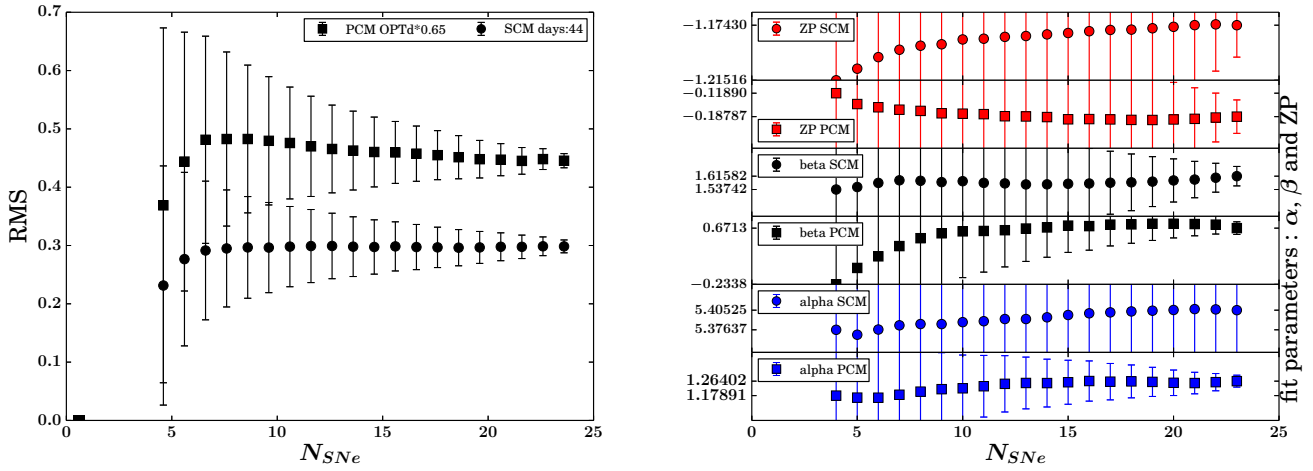 PCM OPTd*0.65 SCM days:44
0.7
0.6
0.5
0.4
0.3
0.2
0.1
0.0
RMS
0 5 10 15 20 25
N_{SNe}
ZP SCM
−1.17430
−1.21516
ZP PCM
−0.11890
−0.18787
beta SCM
1.61582
1.53742
beta PCM
0.6713
−0.2338
alpha SCM
5.40525
5.37637
alpha PCM
1.26402
1.17891
0 5 10 15 20 25
N_{SNe}
fit parameters : α, β and ZP